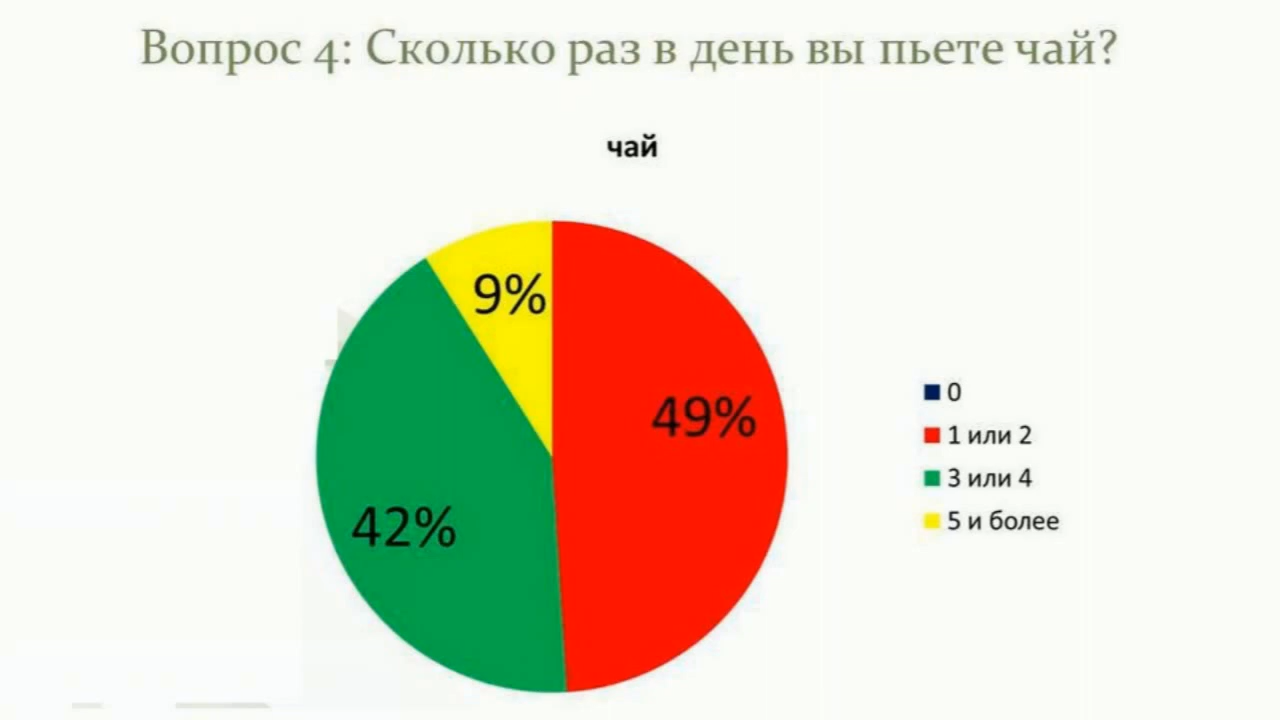 Вопрос 4: Сколько раз в день вы пьете чай?
чай
9%
49%
42%
0
1 или 2
3 или 4
5 и более